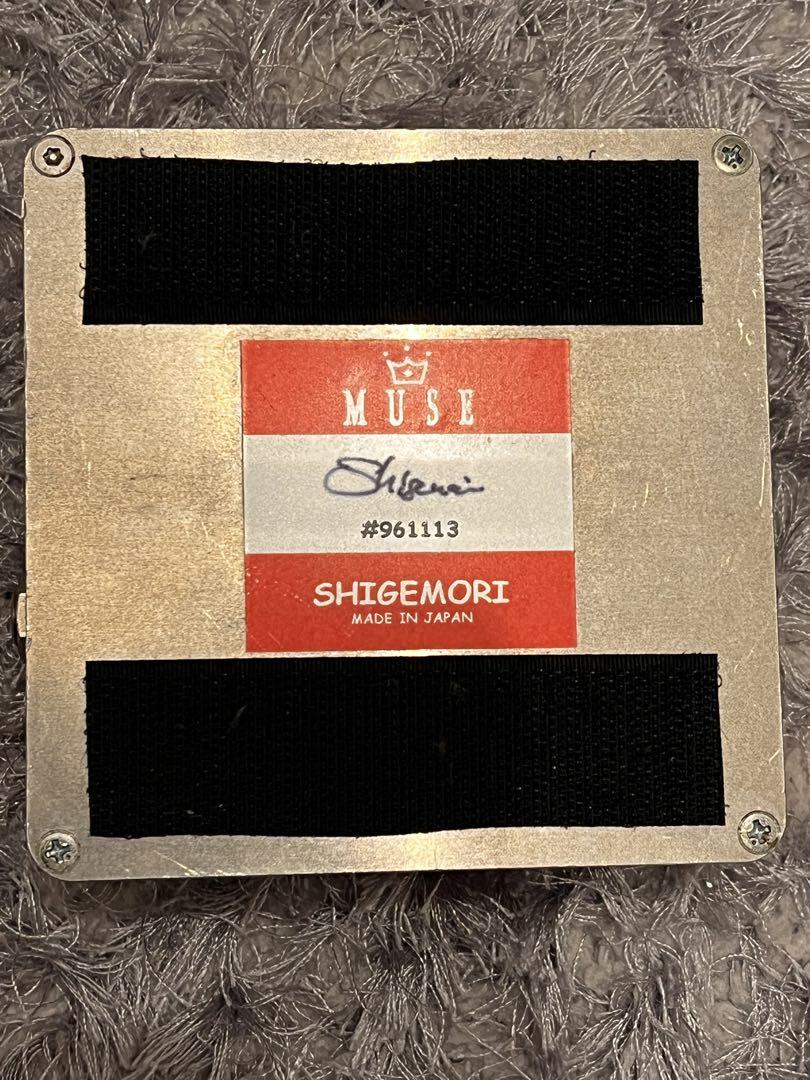 MUSE
Shigemori
#961113
SHIGEMORI
MADE IN JAPAN